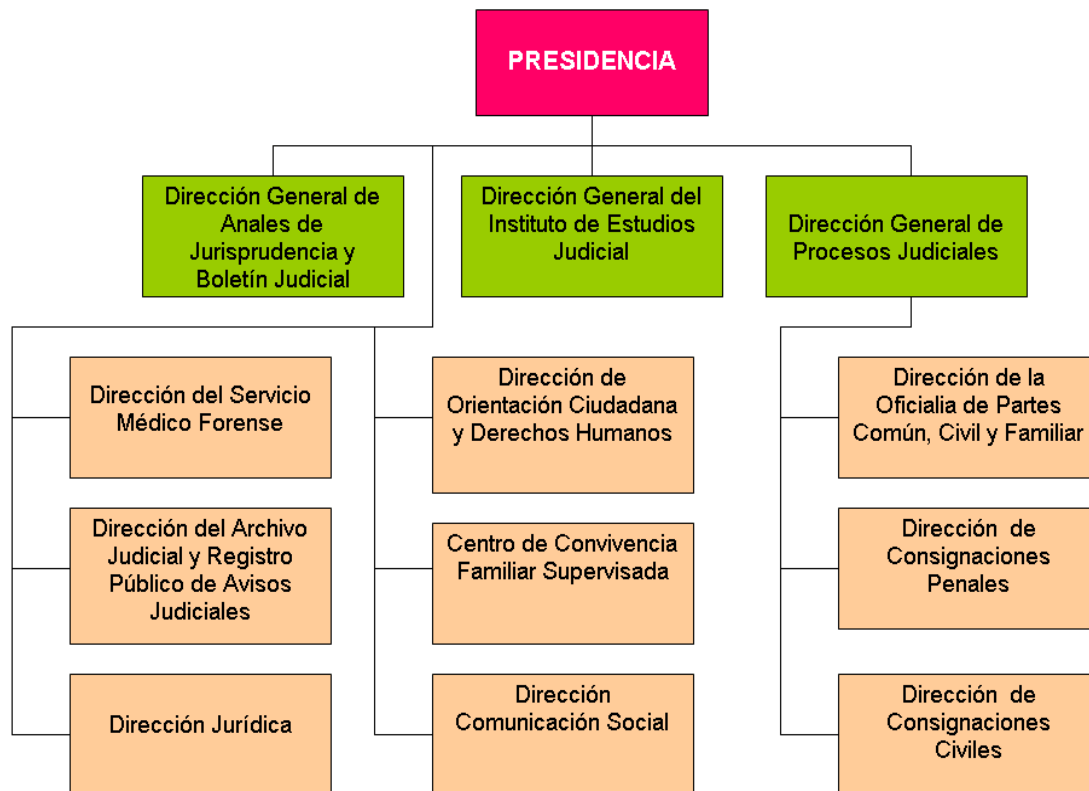 PRESIDENCIA
Dirección General de
Anales de
Jurisprudencia y
Boletín Judicial
Dirección General del
Instituto de Estudios
Judicial
Dirección General de
Procesos Judiciales
Dirección del Servicio
Médico Forense
Dirección de
Orientación Ciudadana
y Derechos Humanos
Dirección de la
Oficialia de Partes
Común, Civil y Familiar
Dirección del Archivo
Judicial y Registro
Público de Avisos
Judiciales
Centro de Convivencia
Familiar Supervisada
Dirección  de
Consignaciones
Penales
Dirección Jurídica
Dirección
Comunicación Social
Dirección  de
Consignaciones
Civiles